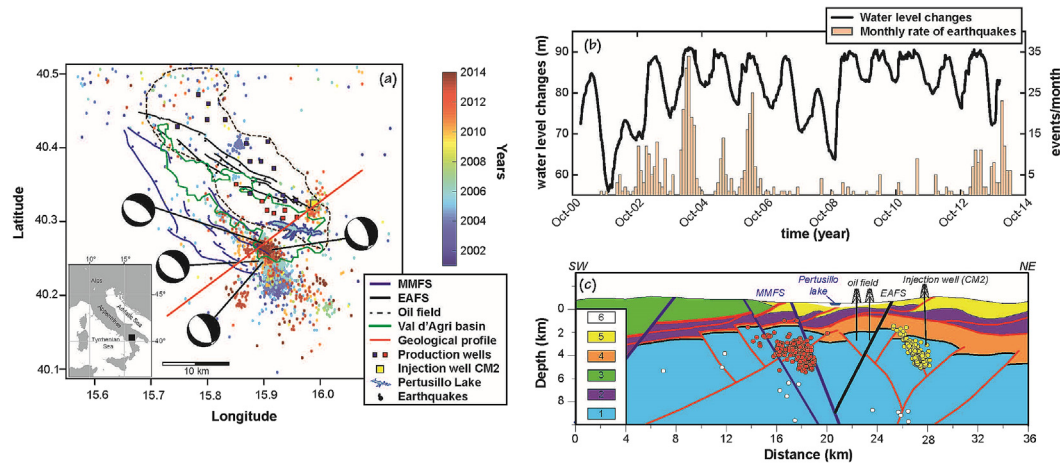 (a)
40.5
40.4
40.3
40.2
40.1
Latitude
15.6
15.7
15.8
15.9
16.0
Longitude
2014
2012
2010
2008
2006
2004
2002
Years
10°
15°
45°
40°
Alps
Apennines
Adriatic Sea
Tyrrhenian
Sea
10 km
MMFS
EAFS
Oil field
Val d'Agri basin
Geological profile
Production wells
Injection well CM2
Pertusillo Lake
Earthquakes
Water level changes
Monthly rate of earthquakes
(b)
90
80
70
60
water level changes (m)
35
25
15
5
events/month
Oct-00
Oct-02
Oct-04
Oct-06
Oct-08
Oct-10
Oct-12
Oct-14
time (year)
SW
NE
(c)
MMFS
Pertusillo
lake
oil field
EAFS
Injection well (CM2)
0
2
4
6
8
Depth (km)
6
5
4
3
2
1
0
4
8
12
16
20
24
28
32
36
Distance (km)